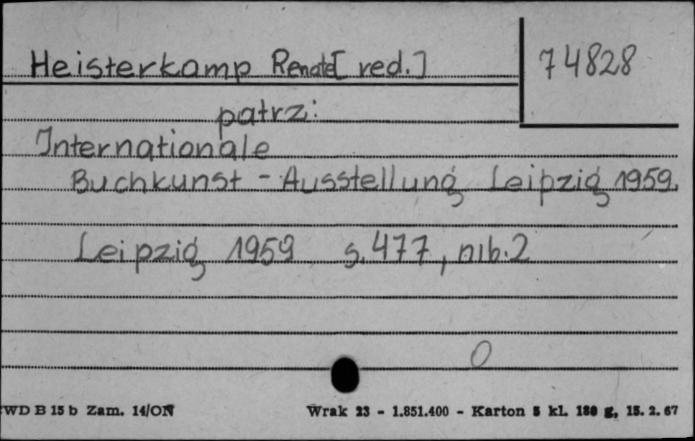 Heisterkamp Renate [red.]
74828
patrz:
Internationale
Buchkunst - Ausstellung Leipzig 1959.
Leipzig 1959 s. 477, nlb. 2
0
WD B 15 b Zam. 14/ON
Wrak 23 - 1.851.400 - Karton 5 kl. 180 g, 15. 2. 67